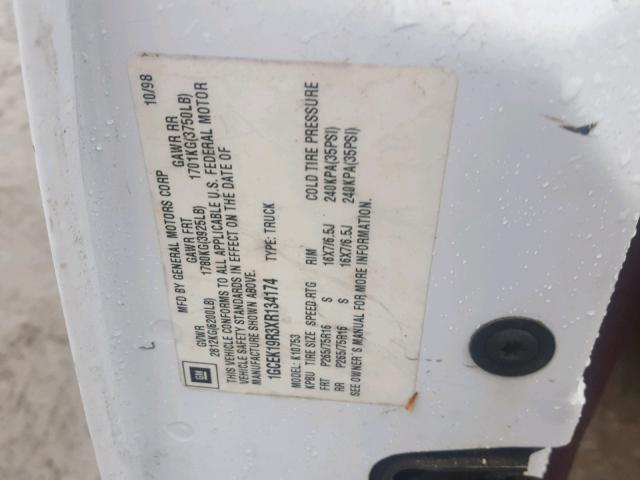 MFD BY GENERAL MOTORS CORP 10/98
GVWR GAWR FRT GAWR RR
2812KG(6200LB) 1780KG(3925LB) 1701KG(3750LB)
THIS VEHICLE CONFORMS TO ALL APPLICABLE U.S. FEDERAL MOTOR
VEHICLE SAFETY STANDARDS IN EFFECT ON THE DATE OF
MANUFACTURE SHOWN ABOVE.
1GCEK19R3XR134174 TYPE: TRUCK
MODEL: K10753
KPBU TIRE SIZE SPEED.RTG RIM COLD TIRE PRESSURE
FRT P265/75R16 S 16X7/6.5J 240KPA(35PSI)
RR P265/75R16 S 16X7/6.5J 240KPA(35PSI)
SEE OWNER'S MANUAL FOR MORE INFORMATION.
GM